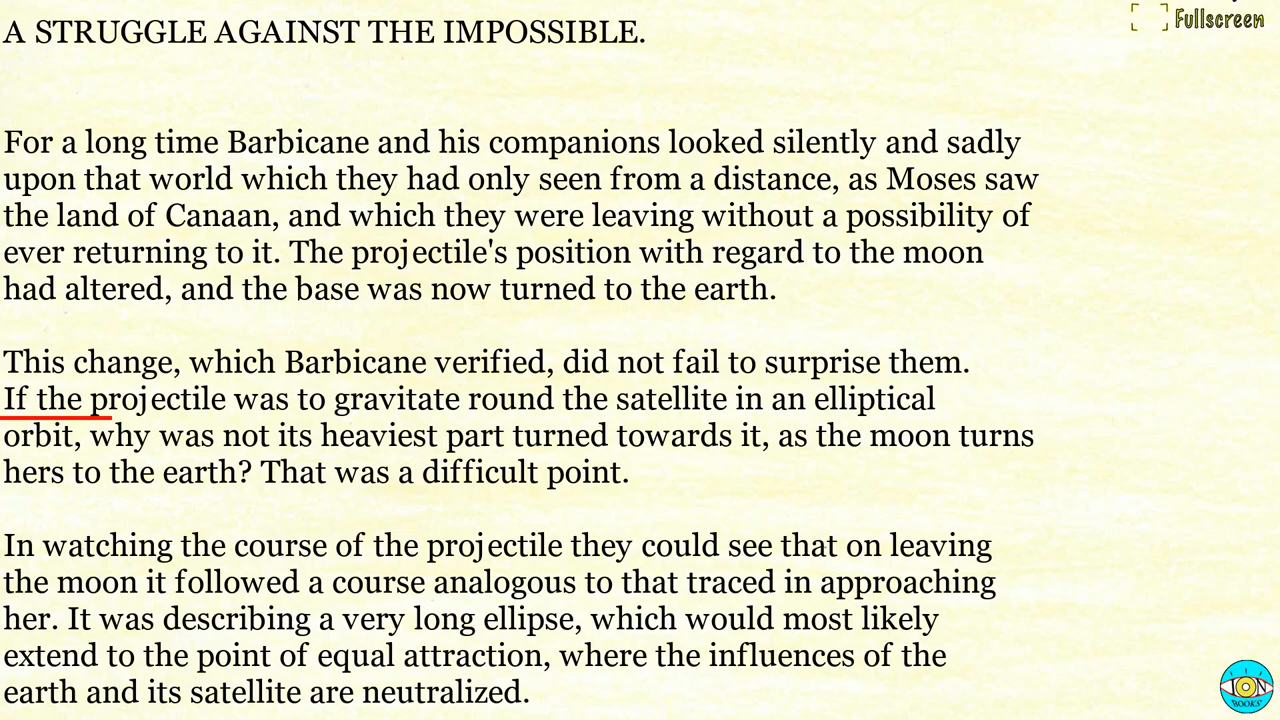 A STRUGGLE AGAINST THE IMPOSSIBLE.
Fullscreen
For a long time Barbicane and his companions looked silently and sadly
upon that world which they had only seen from a distance, as Moses saw
the land of Canaan, and which they were leaving without a possibility of
ever returning to it. The projectile's position with regard to the moon
had altered, and the base was now turned to the earth.
This change, which Barbicane verified, did not fail to surprise them.
If the projectile was to gravitate round the satellite in an elliptical
orbit, why was not its heaviest part turned towards it, as the moon turns
hers to the earth? That was a difficult point.
In watching the course of the projectile they could see that on leaving
the moon it followed a course analogous to that traced in approaching
her. It was describing a very long ellipse, which would most likely
extend to the point of equal attraction, where the influences of the
earth and its satellite are neutralized.
ION
BOOKS